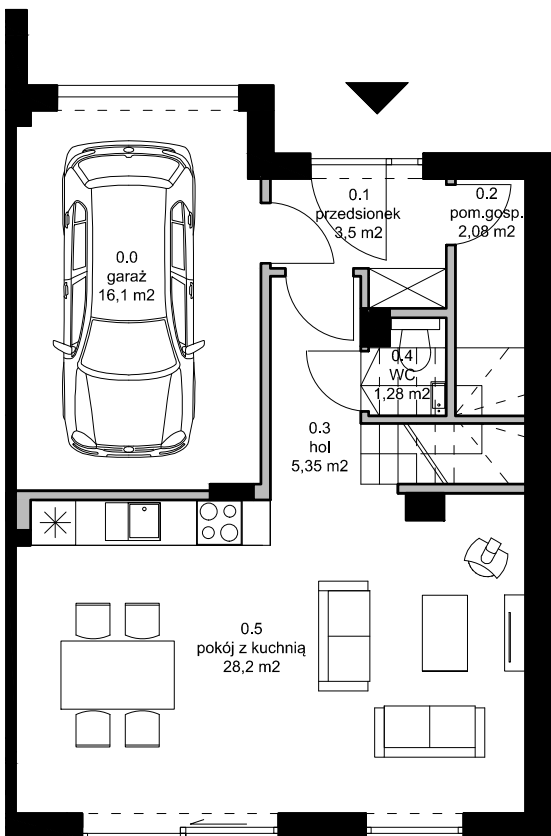 0.1
przedsionek
3,5 m2
0.2
pom.gosp.
2,08 m2
0.0
garaż
16,1 m2
0.4
WC
1,28 m2
0.3
hol
5,35 m2
0.5
pokój z kuchnią
28,2 m2